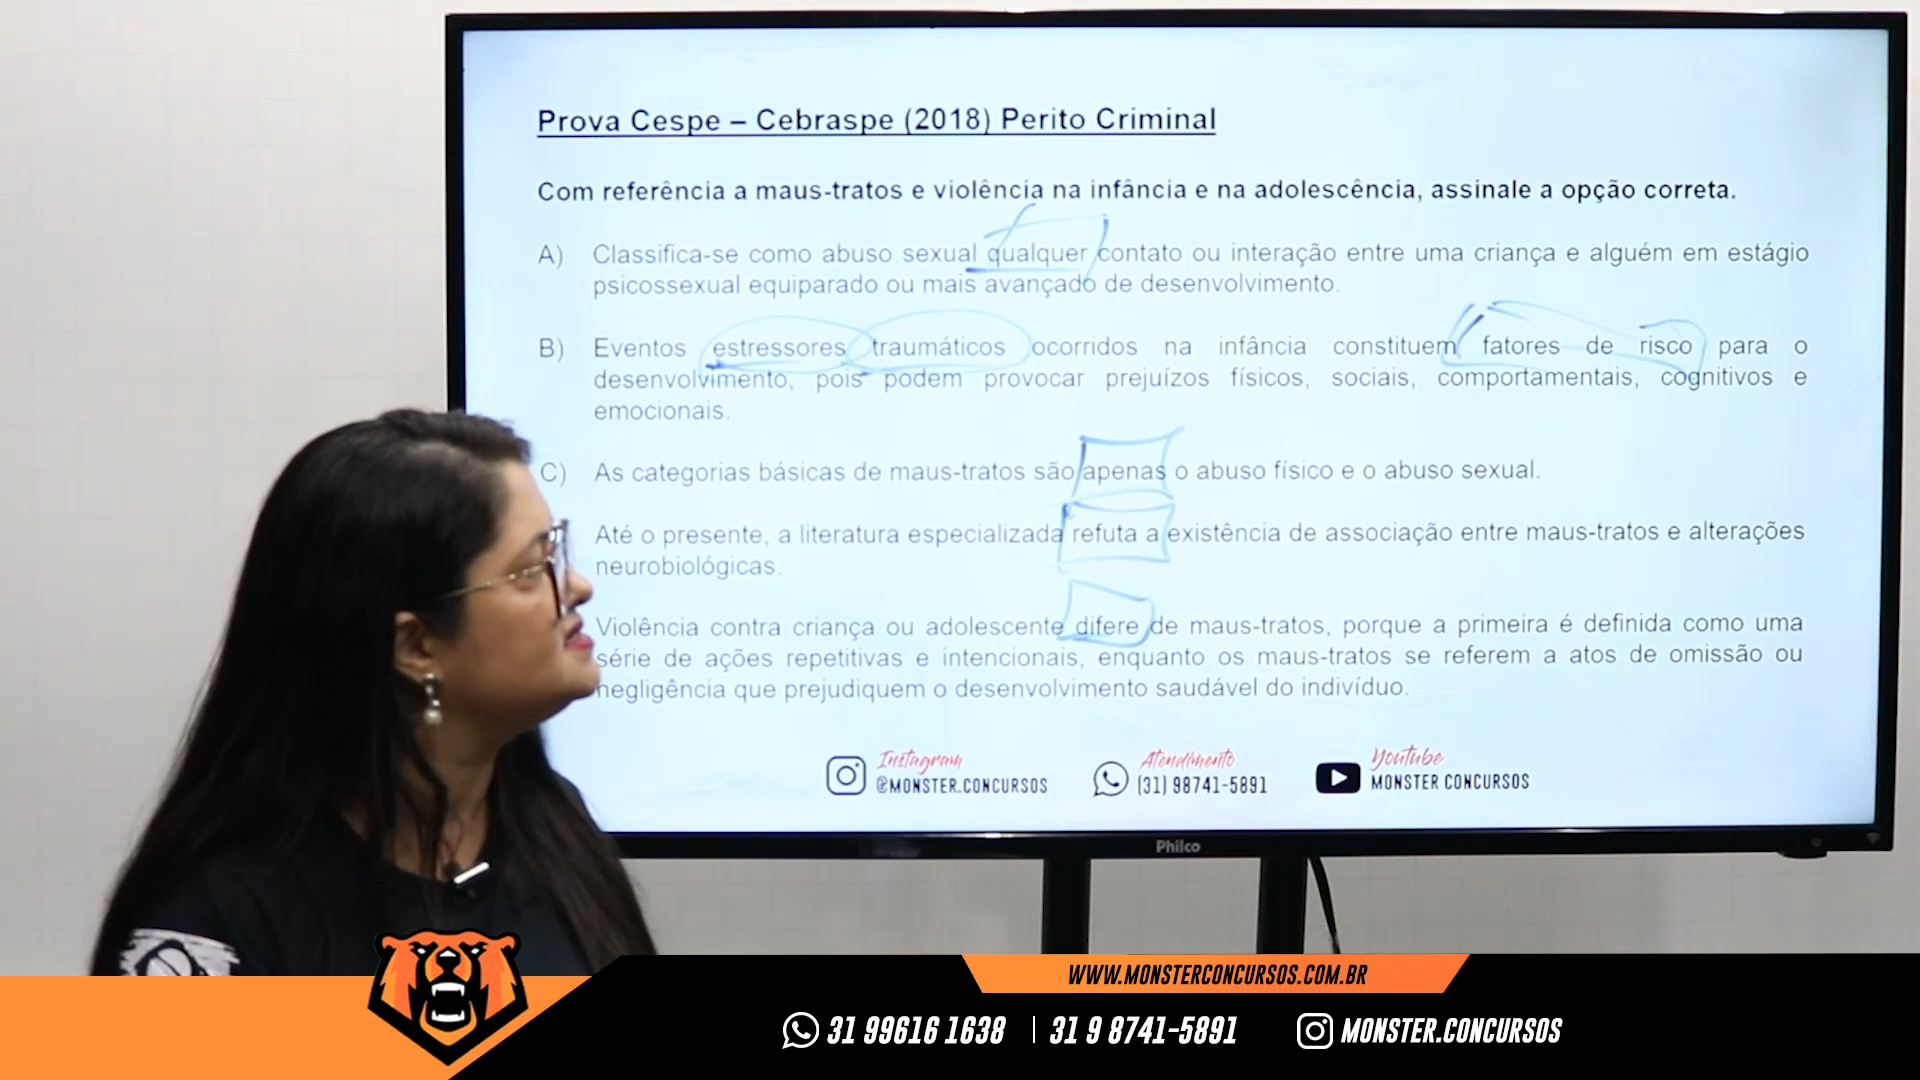 Prova Cespe – Cebraspe (2018) Perito Criminal
Com referência a maus-tratos e violência na infância e na adolescência, assinale a opção correta.
A) Classifica-se como abuso sexual qualquer contato ou interação entre uma criança e alguém em estágio
psicossexual equiparado ou mais avançado de desenvolvimento.
B) Eventos estressores traumáticos ocorridos na infância constituem fatores de risco para o
desenvolvimento, pois podem provocar prejuízos físicos, sociais, comportamentais, cognitivos e
emocionais.
C) As categorias básicas de maus-tratos são apenas o abuso físico e o abuso sexual.
Até o presente, a literatura especializada refuta a existência de associação entre maus-tratos e alterações
neurobiológicas.
Violência contra criança ou adolescente difere de maus-tratos, porque a primeira é definida como uma
série de ações repetitivas e intencionais, enquanto os maus-tratos se referem a atos de omissão ou
negligência que prejudiquem o desenvolvimento saudável do indivíduo.
Instagram
@MONSTER.CONCURSOS
Atendimento
(31) 98741-5891
Youtube
MONSTER CONCURSOS
Philco
WWW.MONSTERCONCURSOS.COM.BR
31 99616 1638 | 31 9 8741-5891 MONSTER.CONCURSOS